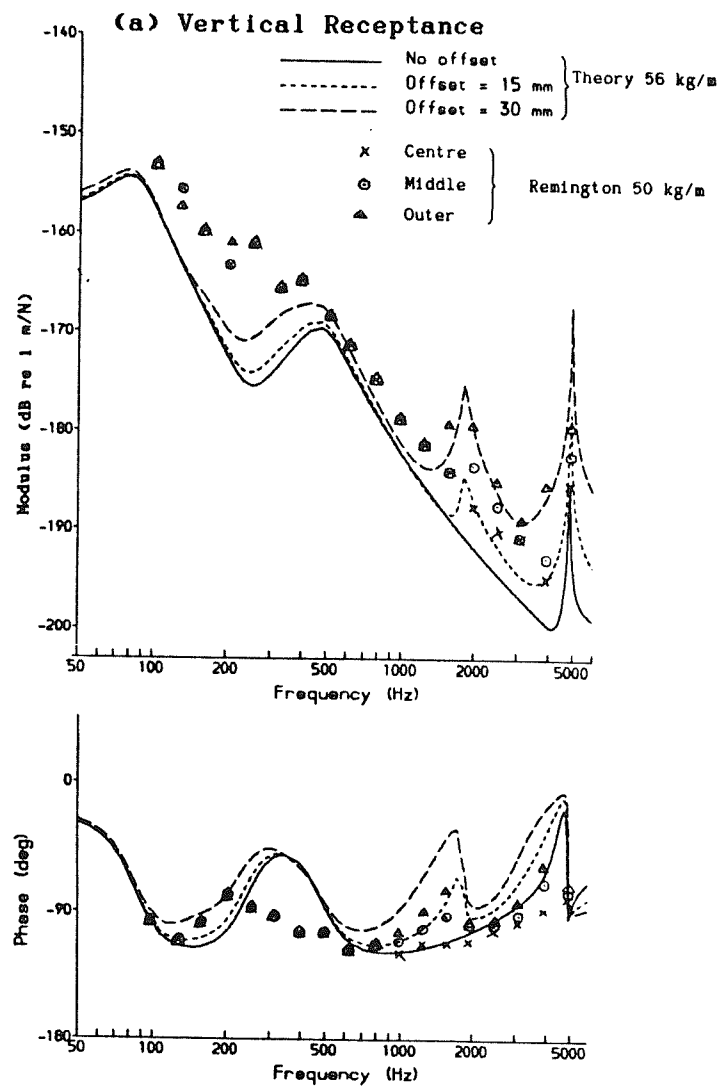 (a) Vertical Receptance
No offset
Offset = 15 mm
Offset = 30 mm
Theory 56 kg/m
Centre
Middle
Outer
Remington 50 kg/m
Modulus (dB re 1 m/N)
-140
-150
-160
-170
-180
-190
-200
50 100 200 500 1000 2000 5000
Frequency (Hz)
Phase (deg)
0
-90
-180
50 100 200 500 1000 2000 5000
Frequency (Hz)